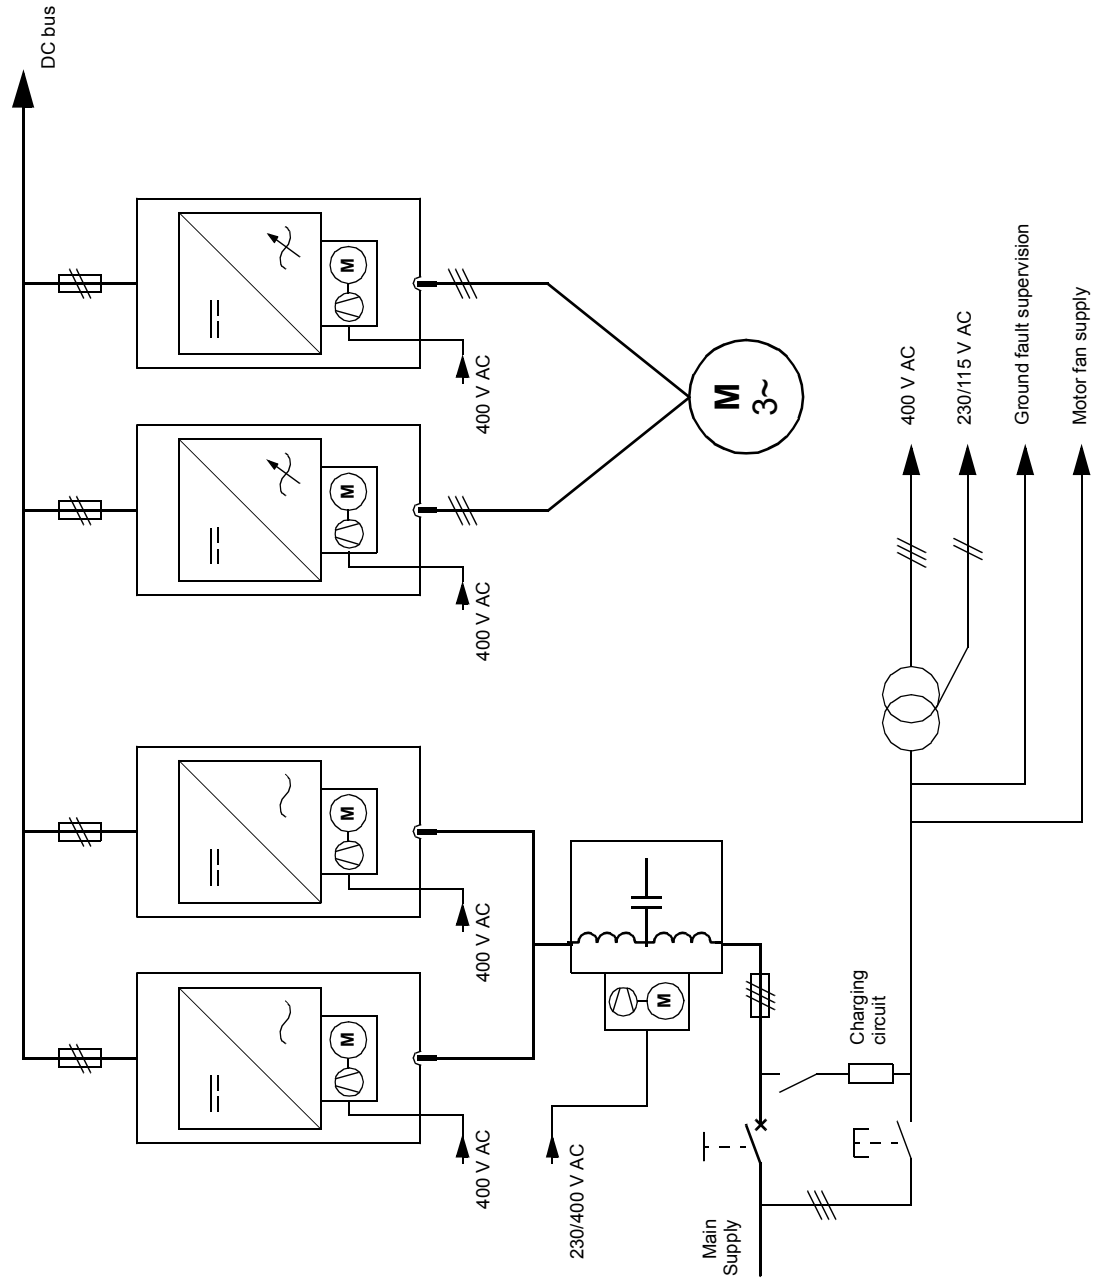 DC bus
M
M
M
M
400 V AC
400 V AC
400 V AC
400 V AC
230/400 V AC
M
Main
Supply
M
3~
Charging
circuit
400 V AC
230/115 V AC
Ground fault supervision
Motor fan supply